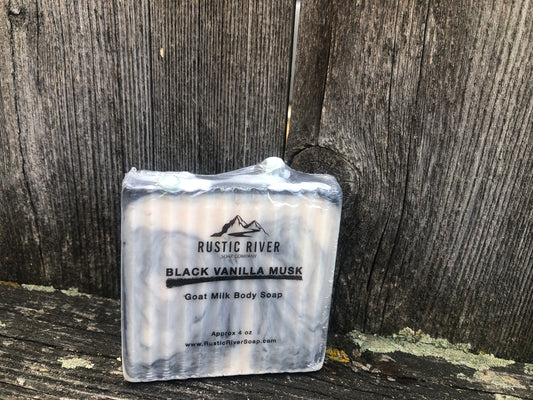 RUSTIC RIVER
SOAP COMPANY
BLACK VANILLA MUSK
Goat Milk Body Soap
Approx 4 oz
www.RusticRiverSoap.com